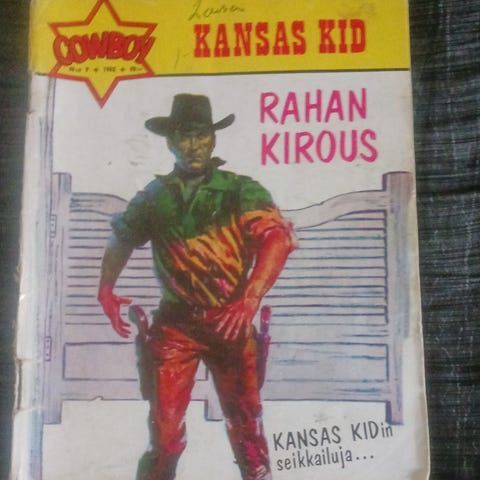 COWBOY
KANSAS KID
RAHAN
KIROUS
KANSAS KIDin
seikkailuja...